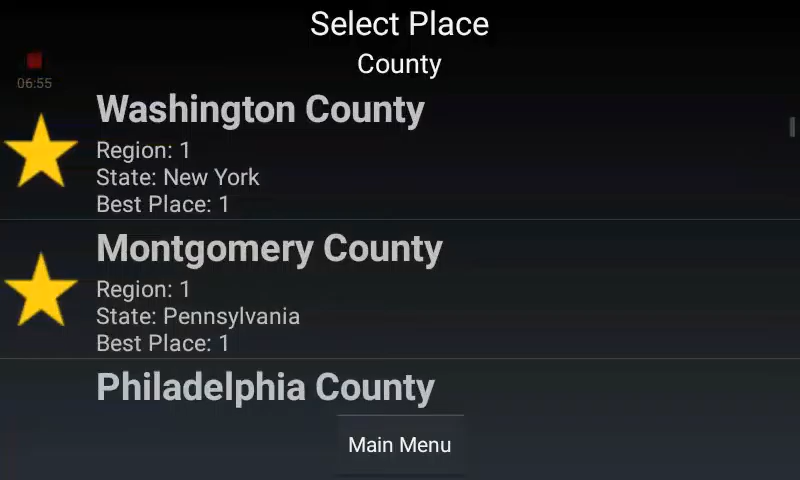 Select Place
County
06:55
Washington County
Region: 1
State: New York
Best Place: 1
Montgomery County
Region: 1
State: Pennsylvania
Best Place: 1
Philadelphia County
Main Menu